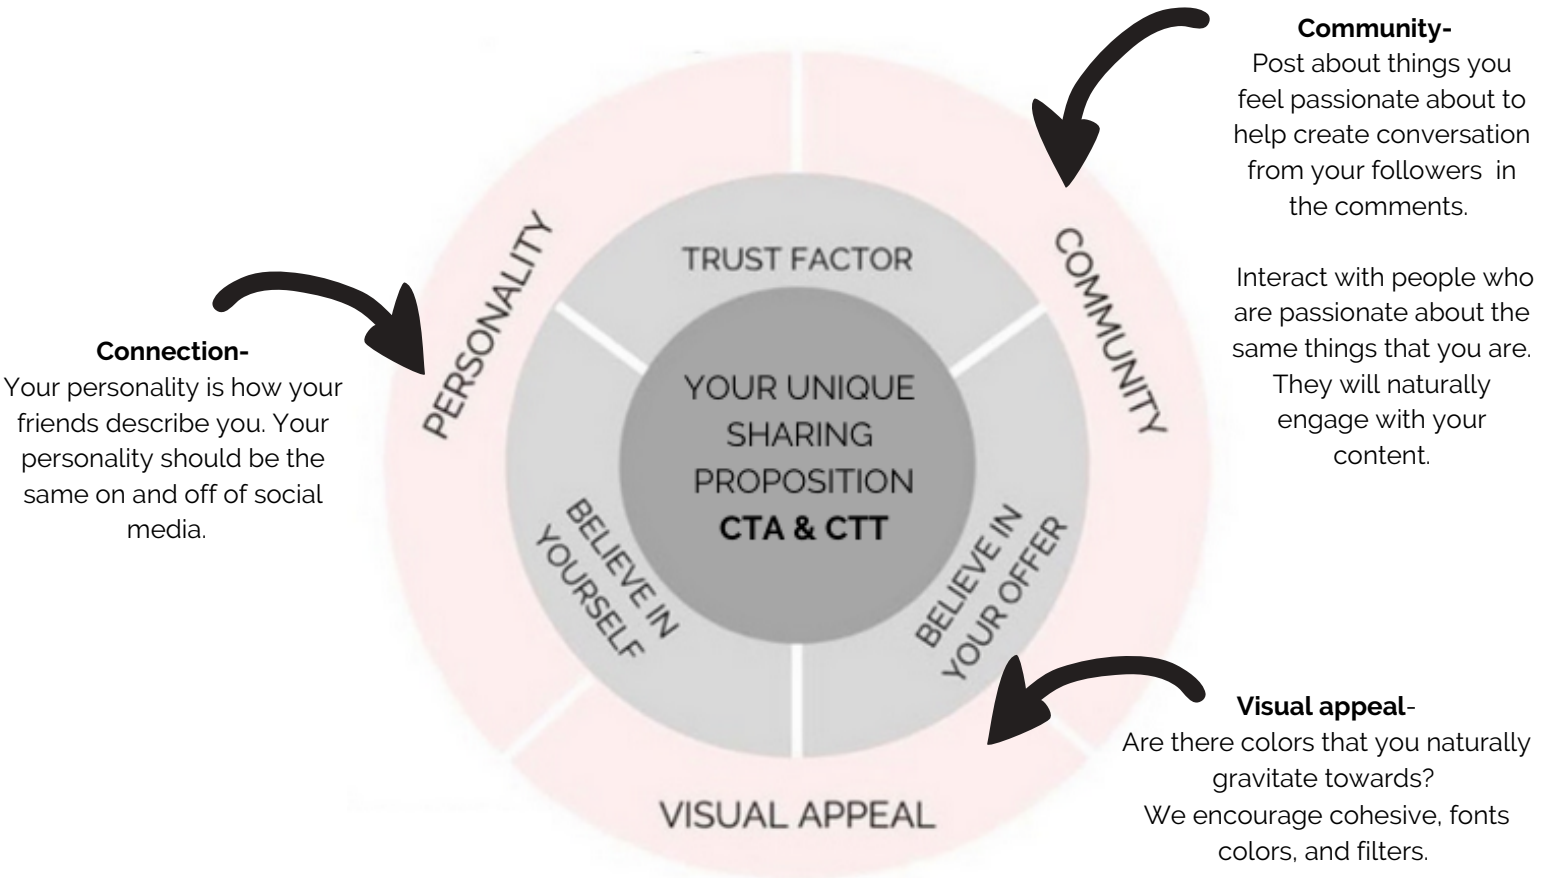 Community-
Post about things you
feel passionate about to
help create conversation
from your followers  in
the comments.
Interact with people who
are passionate about the
same things that you are.
They will naturally
engage with your
content.
Connection-
Your personality is how your
friends describe you. Your
personality should be the
same on and off of social
media.
PERSONALITY
COMMUNITY
TRUST FACTOR
YOUR UNIQUE
SHARING
PROPOSITION
CTA & CTT
BELIEVE IN
YOURSELF
BELIEVE IN
YOUR OFFER
VISUAL APPEAL
Visual appeal-
Are there colors that you naturally
gravitate towards?
We encourage cohesive, fonts
colors, and filters.